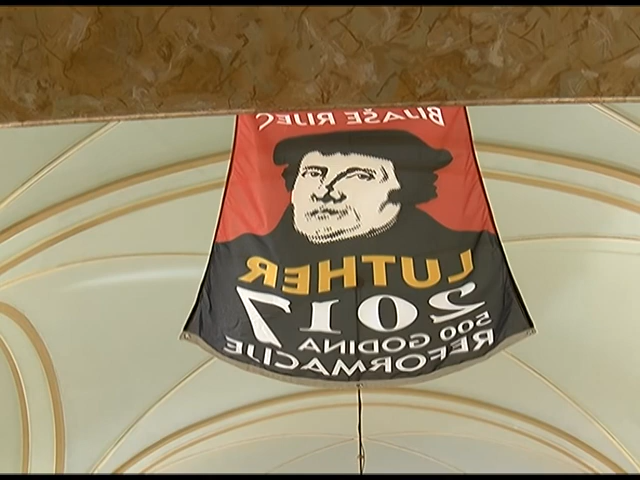 BIJAŠE RIJEČ
LUTHER
2017
500 GODINA
REFORMACIJE